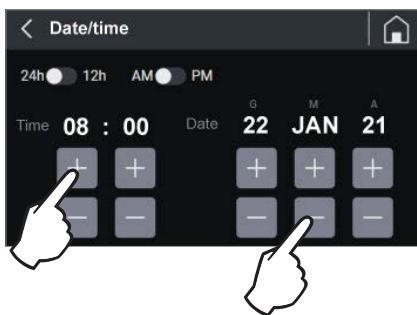 Date/time
24h 12h AM PM
G M A
Time 08 : 00 Date 22 JAN 21
+ + + + +
− − − − −